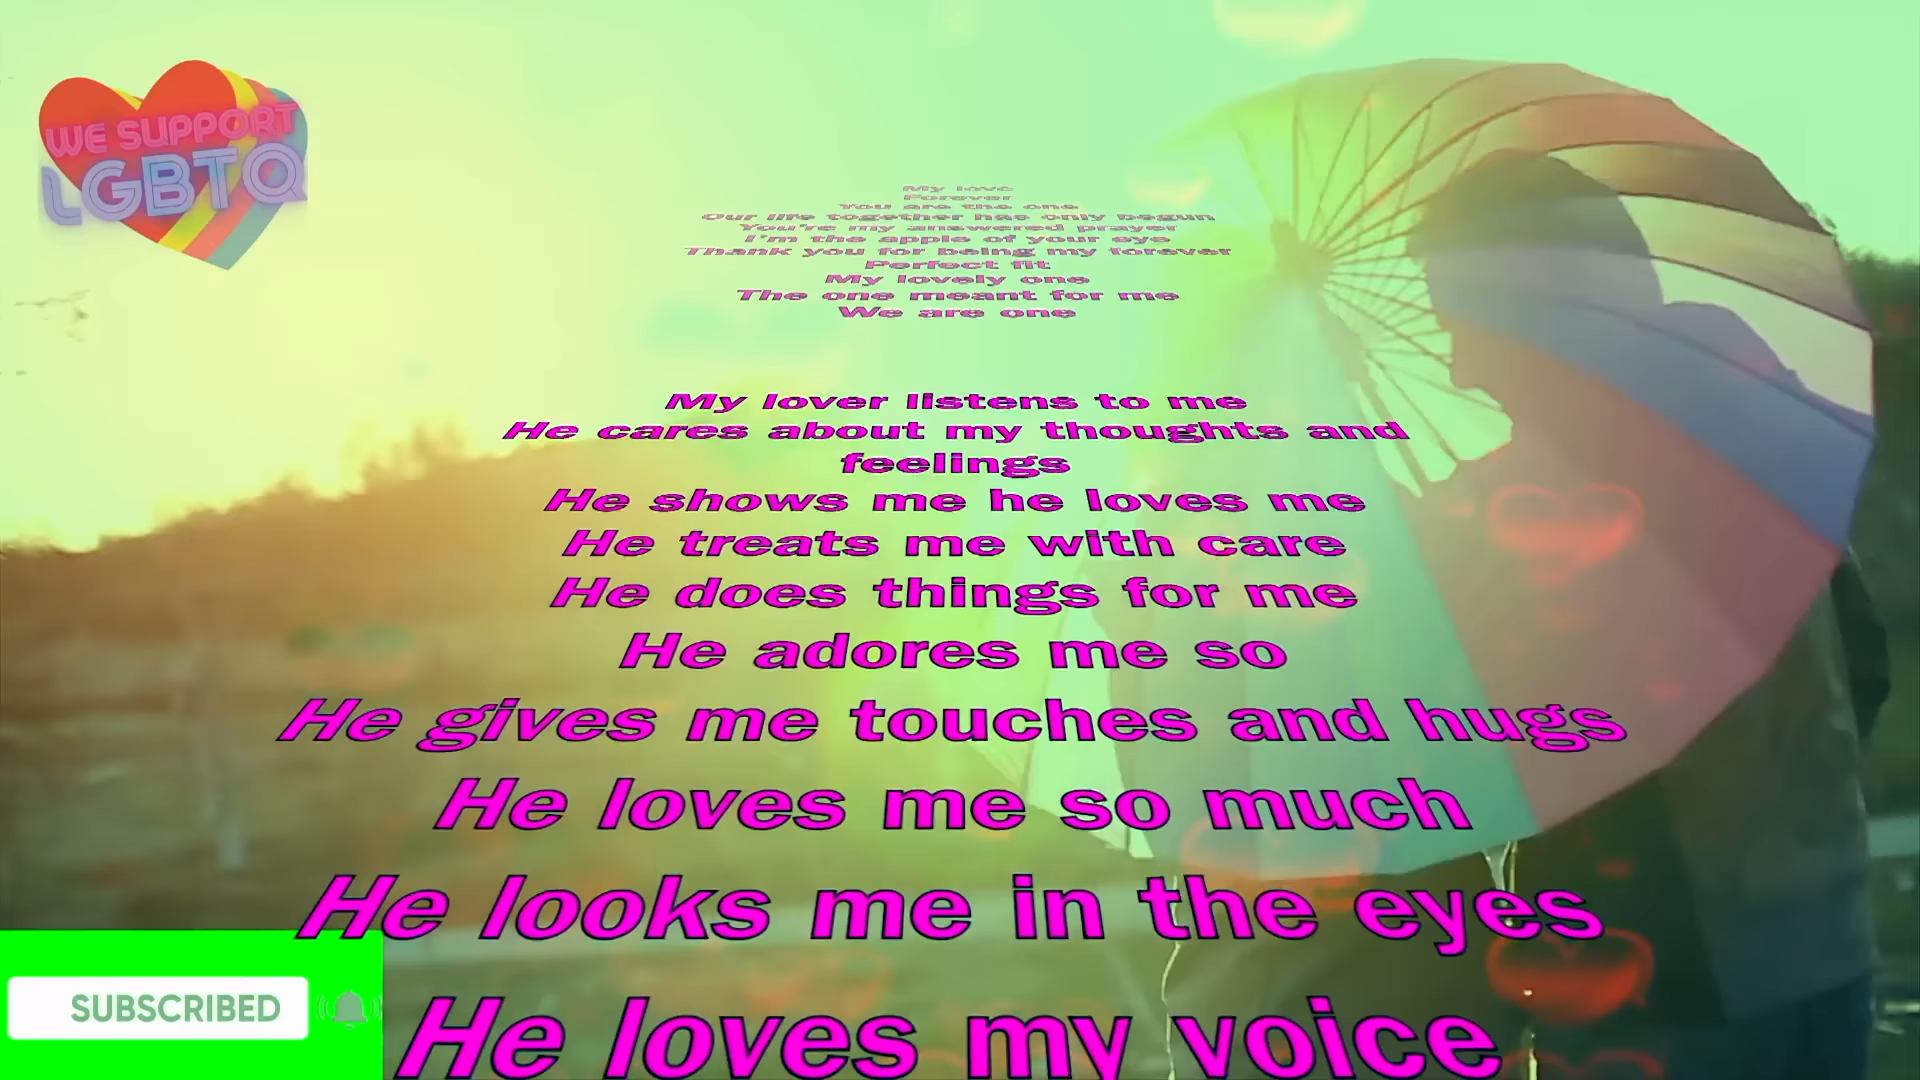 WE SUPPORT
LGBTQ
My love
Forever
You are the one
Our life together has only begun
You're my answered prayer
I'm the apple of your eye
Thank you for being my forever
Perfect fit
My lovely one
The one meant for me
We are one
My lover listens to me
He cares about my thoughts and
feelings
He shows me he loves me
He treats me with care
He does things for me
He adores me so
He gives me touches and hugs
He loves me so much
He looks me in the eyes
He loves my voice
SUBSCRIBED